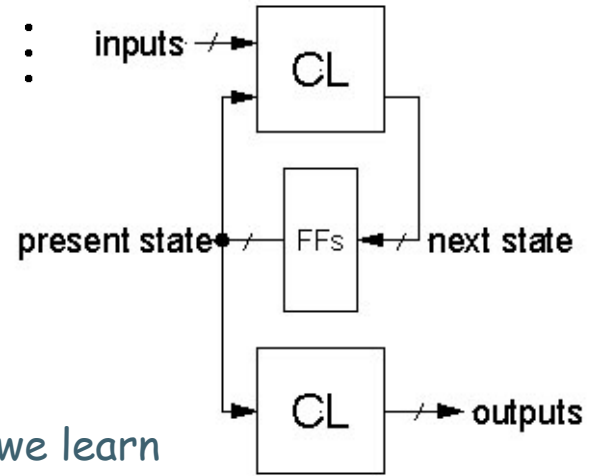 inputs
CL
present state
FFs
next state
CL
outputs
we learn